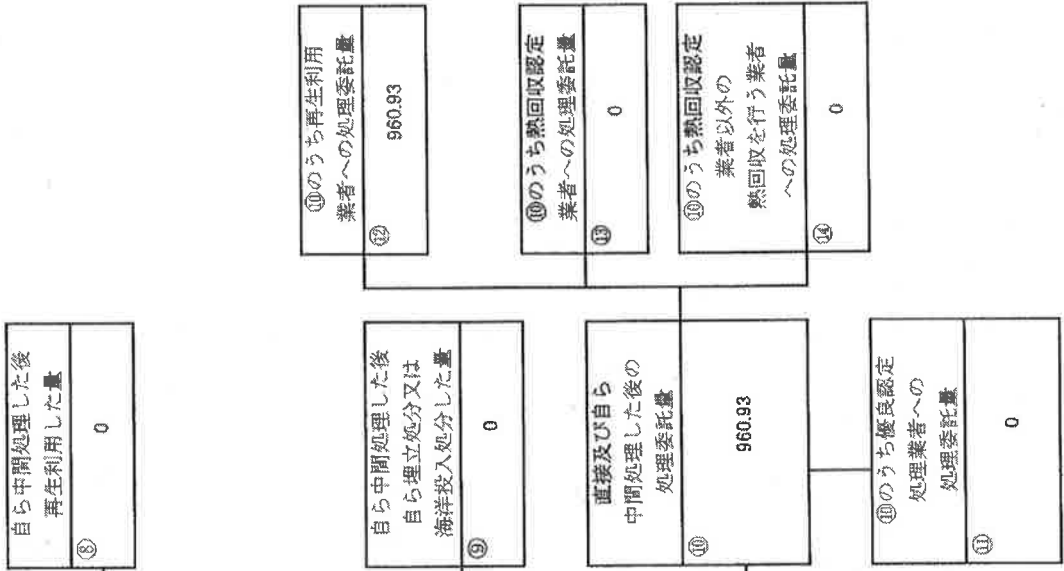 自ら中間処理した後
再生利用した量
⑧
0
自ら中間処理した後
自ら埋立処分又は
海洋投入処分した量
⑨
0
直接及び自ら
中間処理した後の
処理委託量
⑩
960.93
⑩のうち優良認定
処理業者への
処理委託量
⑪
0
⑩のうち再生利用
業者への処理委託量
⑫
960.93
⑩のうち熱回収認定
業者への処理委託量
⑬
0
⑩のうち熱回収認定
業者以外の
熱回収を行う業者
への処理委託量
⑭
0